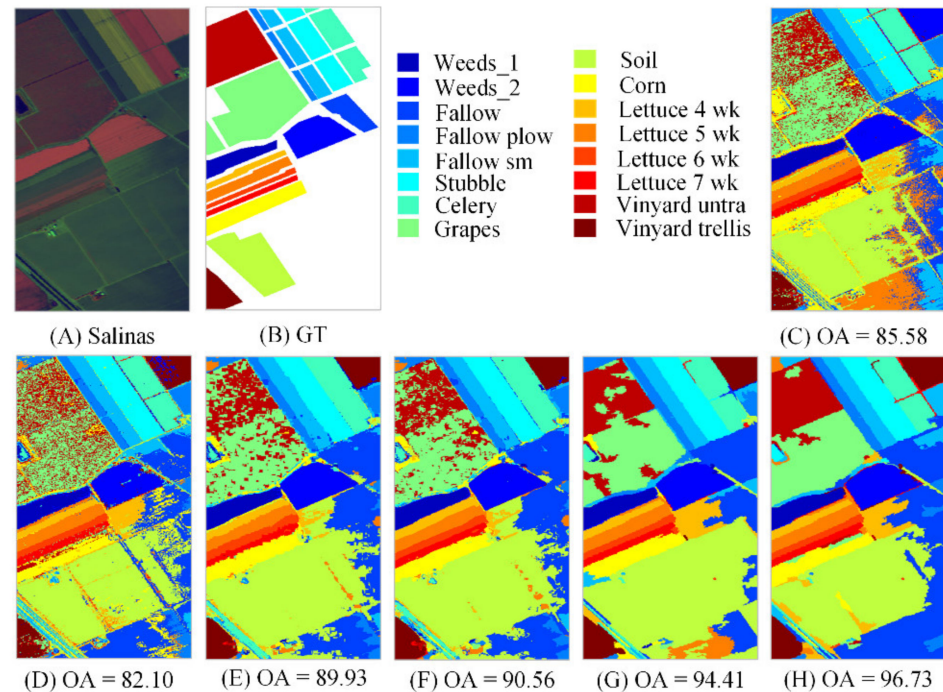 Weeds_1
Weeds_2
Fallow
Fallow plow
Fallow sm
Stubblc
Celery
Grapes
Soil
Corn
Lettuce 4 wk
Lettuce 5 wk
Lettuce 6 wk
Lettuce 7 wk
Vinyard untra
Vinyard trellis
(A) Salinas
(B) GT
(C) OA = 85.58
(D) OA = 82.10
(E) OA = 89.93
(F) OA = 90.56
(G) OA = 94.41
(H) OA = 96.73